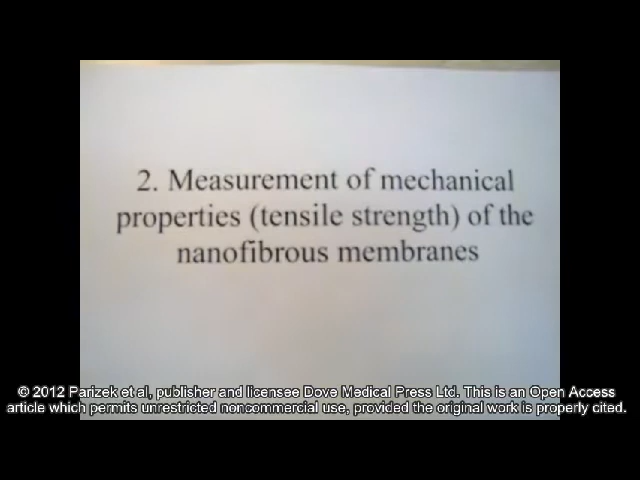 2. Measurement of mechanical
properties (tensile strength) of the
nanofibrous membranes
© 2012 Parizek et al, publisher and licensee Dove Medical Press Ltd. This is an Open Access
article which permits unrestricted noncommercial use, provided the original work is properly cited.